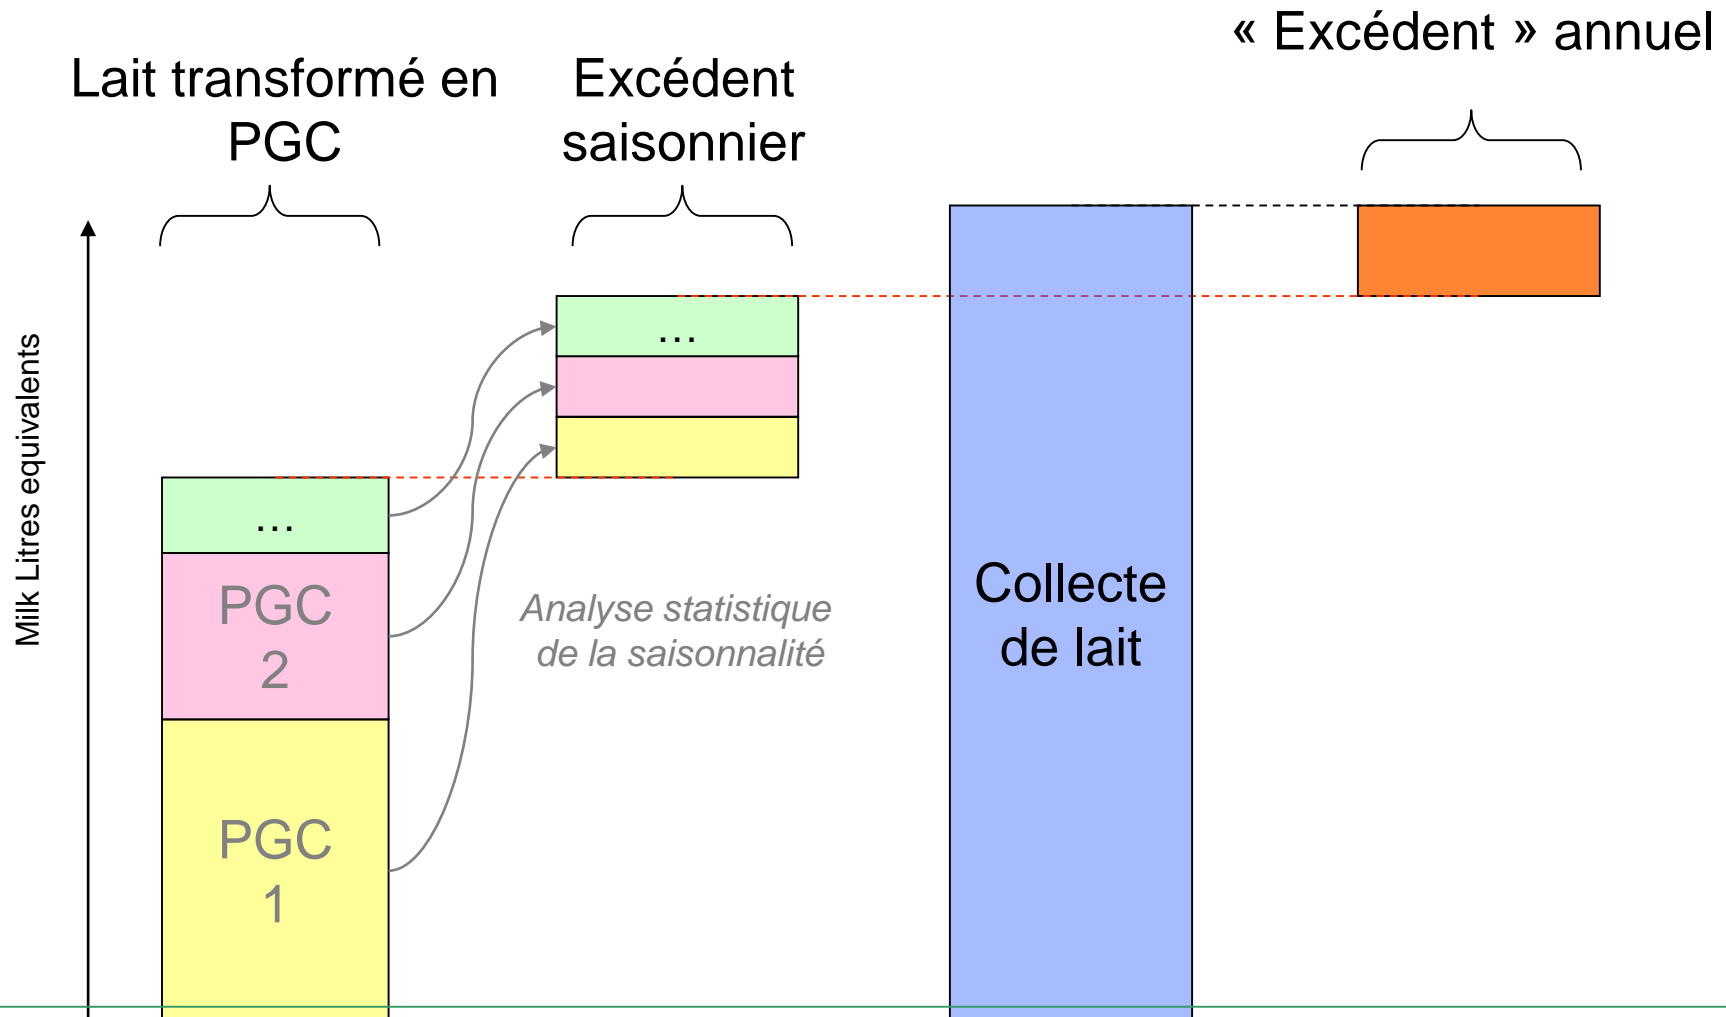 « Excédent » annuel
Lait transformé en
PGC
Excédent
saisonnier
Milk Litres equivalents
...
...
PGC
2
PGC
1
Analyse statistique
de la saisonnalité
Collecte
de lait